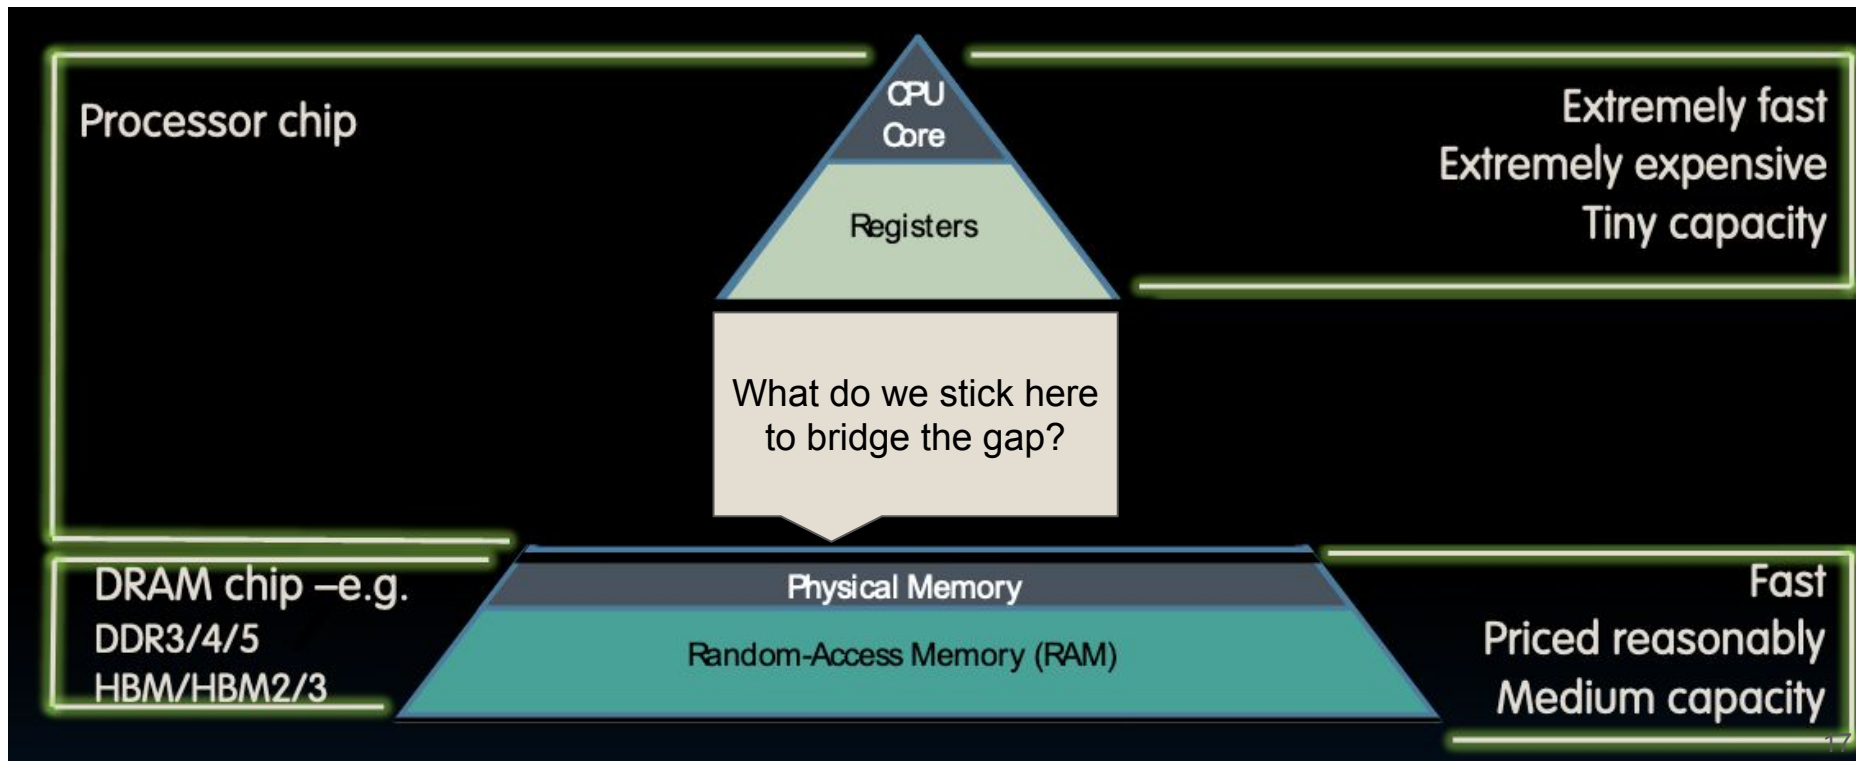 Processor chip
CPU
Core
Registers
Extremely fast
Extremely expensive
Tiny capacity
What do we stick here
to bridge the gap?
DRAM chip –e.g.
DDR3/4/5
HBM/HBM2/3
Physical Memory
Random-Access Memory (RAM)
Fast
Priced reasonably
Medium capacity
17